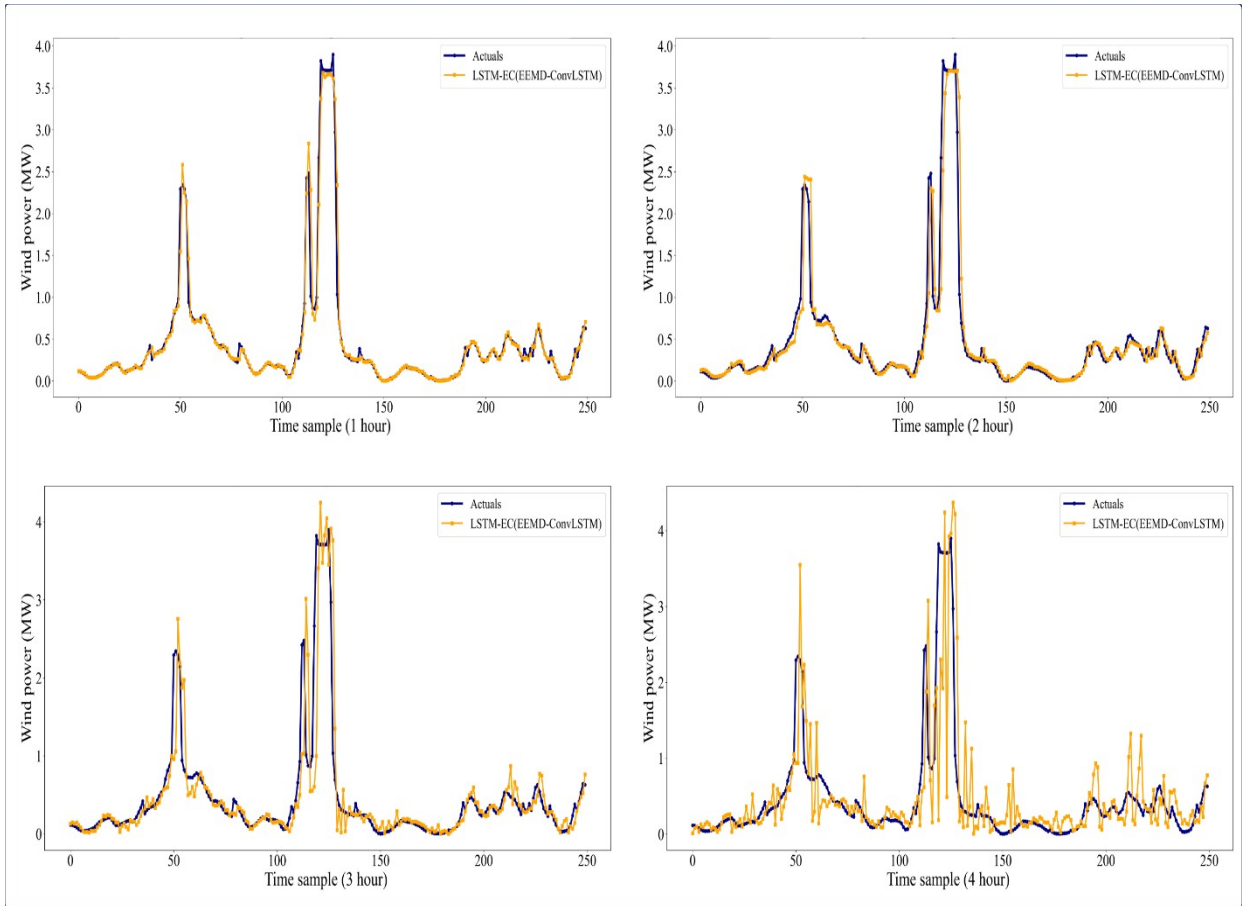 Actuals
LSTM-EC(EEMD-ConvLSTM)
Wind power (MW)
4.0
3.5
3.0
2.5
2.0
1.5
1.0
0.5
0.0
0 50 100 150 200 250
Time sample (1 hour)
Actuals
LSTM-EC(EEMD-ConvLSTM)
Wind power (MW)
4.0
3.5
3.0
2.5
2.0
1.5
1.0
0.5
0.0
0 50 100 150 200 250
Time sample (2 hour)
Actuals
LSTM-EC(EEMD-ConvLSTM)
Wind power (MW)
4
3
2
1
0
0 50 100 150 200 250
Time sample (3 hour)
Actuals
LSTM-EC(EEMD-ConvLSTM)
Wind power (MW)
4
3
2
1
0
0 50 100 150 200 250
Time sample (4 hour)